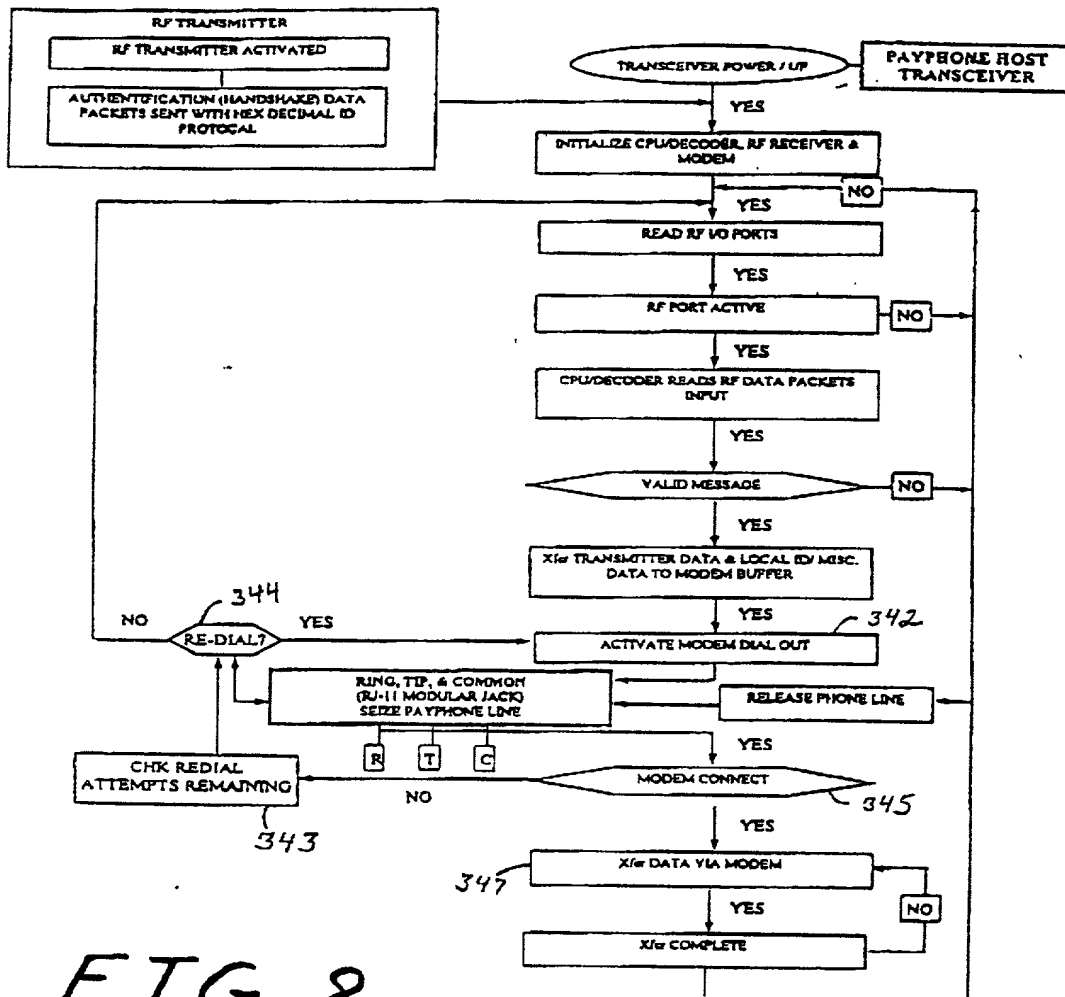 RF TRANSMITTER
RF TRANSMITTER ACTIVATED
AUTHENTIFICATION (HANDSHAKE) DATA
PACKETS SENT WITH HEX DECIMAL ID
PROTOCAL
TRANSCEIVER POWER / UP
PAYPHONE HOST
TRANSCEIVER
YES
INITIALIZE CPU/DECODER, RF RECEIVER &
MODEM
NO
YES
READ RF I/O PORTS
YES
RF PORT ACTIVE
NO
YES
CPU/DECODER READS RF DATA PACKETS
INPUT
YES
VALID MESSAGE
NO
YES
Xfer TRANSMITTER DATA & LOCAL ID/ MISC.
DATA TO MODEM BUFFER
344
NO
RE-DIAL?
YES
YES
342
ACTIVATE MODEM DIAL OUT
RING, TIP, & COMMON
(RJ-11 MODULAR JACK)
SEIZE PAYPHONE LINE
RELEASE PHONE LINE
R
T
C
YES
CHK REDIAL
ATTEMPTS REMAINING
NO
MODEM CONNECT
343
345
YES
Xfer DATA VIA MODEM
347
YES
NO
Xfer COMPLETE
FIG 8